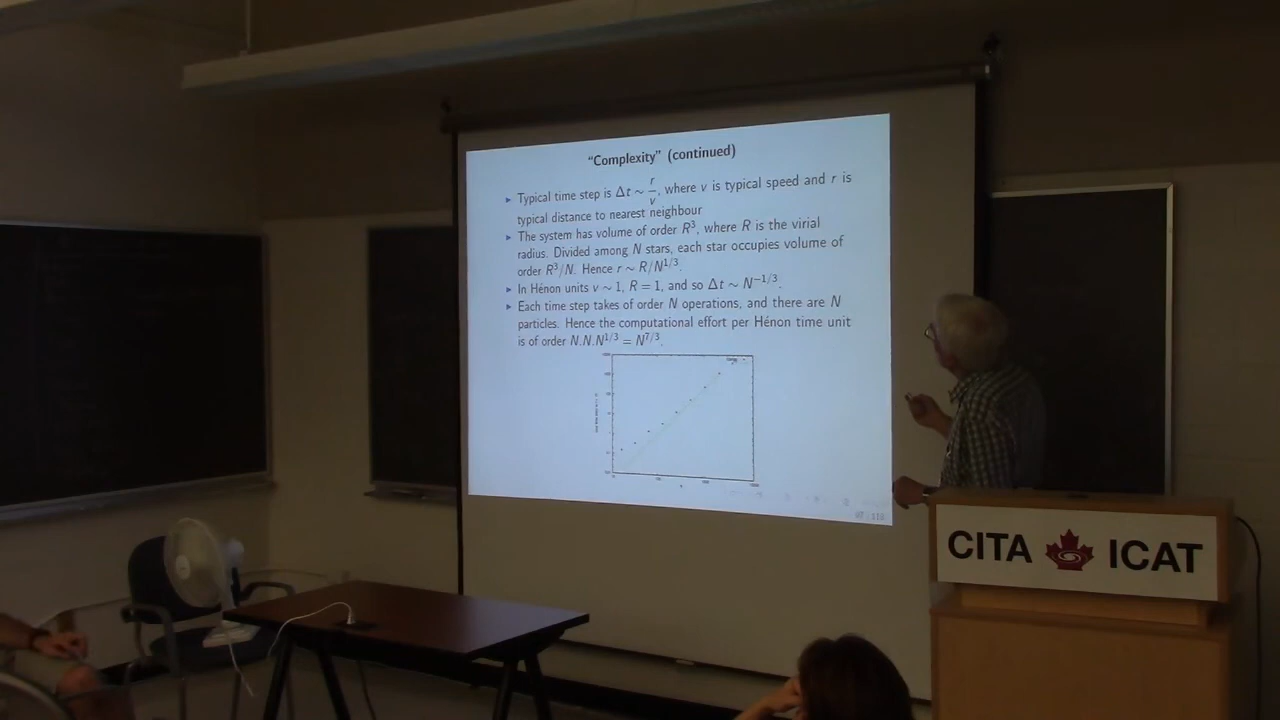 "Complexity" (continued)
▸ Typical time step is Δt ∼ r/v, where v is typical speed and r is
typical distance to nearest neighbour
▸ The system has volume of order R³, where R is the virial
radius. Divided among N stars, each star occupies volume of
order R³/N. Hence r ∼ R/N^{1/3}.
▸ In Hénon units v ∼ 1, R = 1, and so Δt ∼ N^{−1/3}.
▸ Each time step takes of order N operations, and there are N
particles. Hence the computational effort per Hénon time unit
is of order N.N.N^{1/3} = N^{7/3}.
CITA ICAT